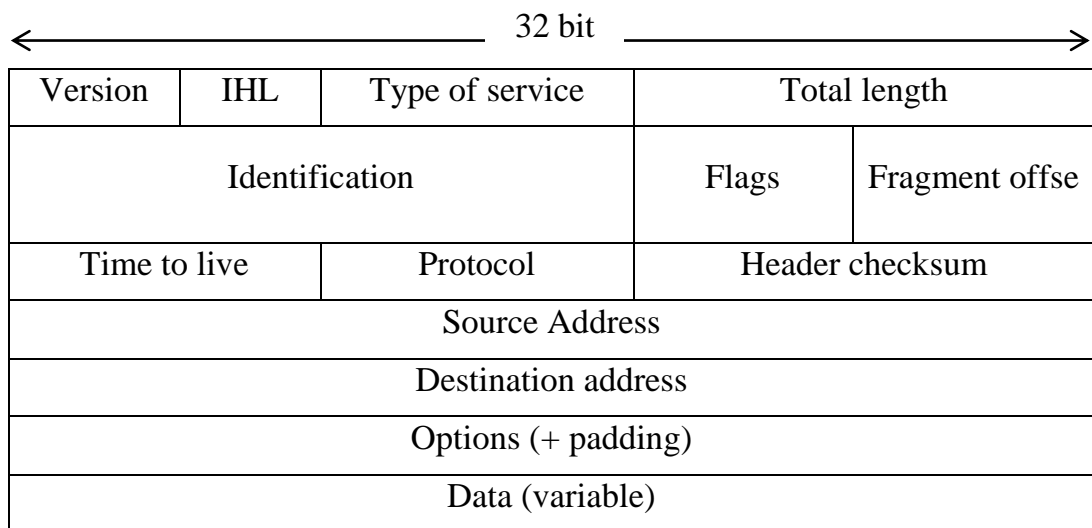 32 bit
Version IHL Type of service Total length
Identification Flags Fragment offse
Time to live Protocol Header checksum
Source Address
Destination address
Options (+ padding)
Data (variable)